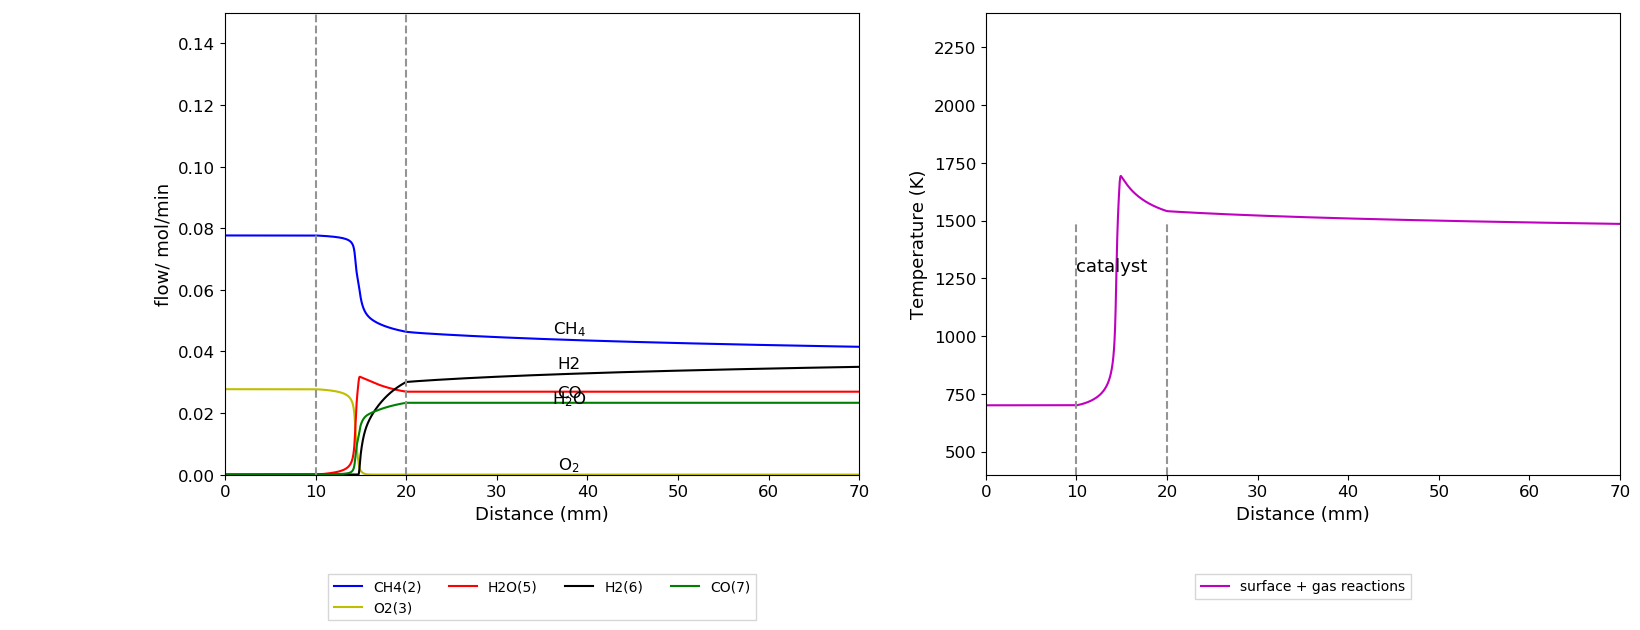 0.14
0.12
0.10
0.08
0.06
0.04
0.02
0.00
flow/ mol/min
CH₄
H2
CO
H₂O
O₂
0 10 20 30 40 50 60 70
Distance (mm)
CH4(2) H2O(5) H2(6) CO(7)
O2(3)
2250
2000
1750
1500
1250
1000
750
500
Temperature (K)
catalyst
0 10 20 30 40 50 60 70
Distance (mm)
surface + gas reactions